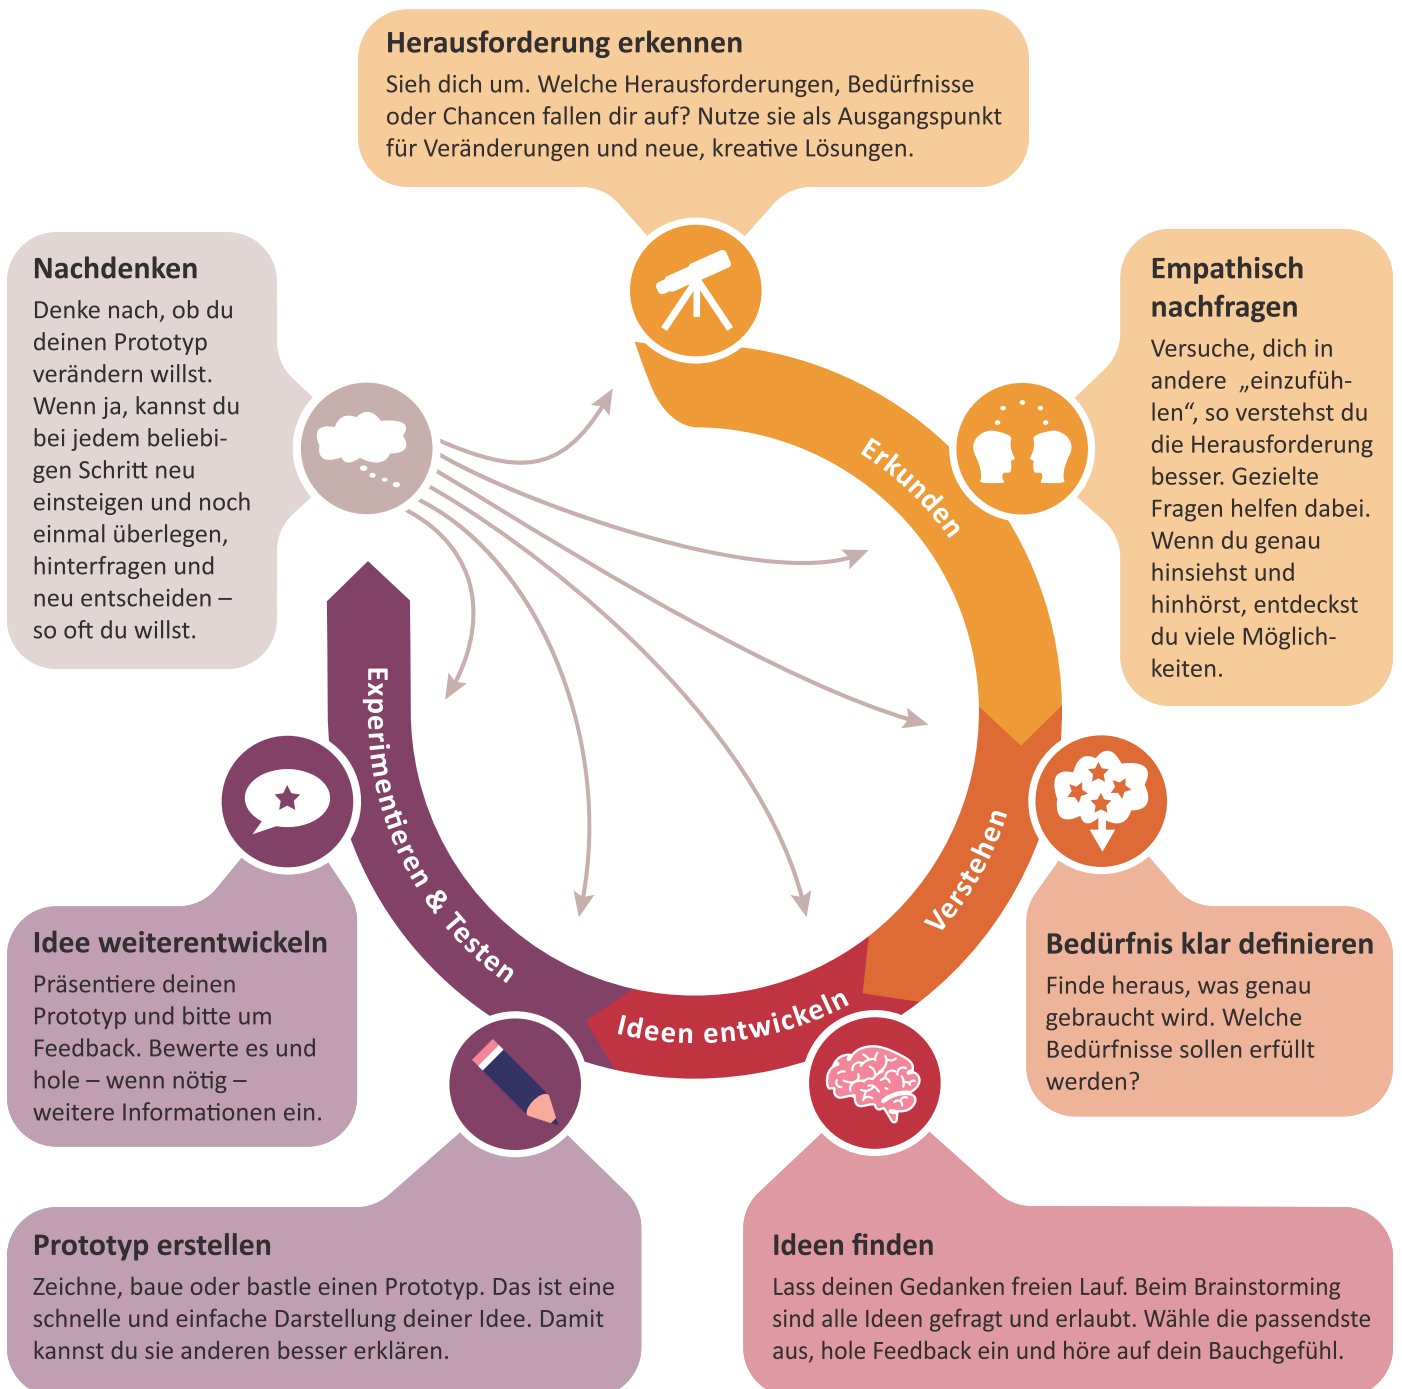 Herausforderung erkennen
Sieh dich um. Welche Herausforderungen, Bedürfnisse
oder Chancen fallen dir auf? Nutze sie als Ausgangspunkt
für Veränderungen und neue, kreative Lösungen.
Empathisch
nachfragen
Versuche, dich in
andere „einzufüh-
len“, so verstehst du
die Herausforderung
besser. Gezielte
Fragen helfen dabei.
Wenn du genau
hinsiehst und
hinhörst, entdeckst
du viele Möglich-
keiten.
Nachdenken
Denke nach, ob du
deinen Prototyp
verändern willst.
Wenn ja, kannst du
bei jedem beliebi-
gen Schritt neu
einsteigen und noch
einmal überlegen,
hinterfragen und
neu entscheiden –
so oft du willst.
Erkunden
Verstehen
Ideen entwickeln
Experimentieren & Testen
Bedürfnis klar definieren
Finde heraus, was genau
gebraucht wird. Welche
Bedürfnisse sollen erfüllt
werden?
Idee weiterentwickeln
Präsentiere deinen
Prototyp und bitte um
Feedback. Bewerte es und
hole – wenn nötig –
weitere Informationen ein.
Prototyp erstellen
Zeichne, baue oder bastle einen Prototyp. Das ist eine
schnelle und einfache Darstellung deiner Idee. Damit
kannst du sie anderen besser erklären.
Ideen finden
Lass deinen Gedanken freien Lauf. Beim Brainstorming
sind alle Ideen gefragt und erlaubt. Wähle die passendste
aus, hole Feedback ein und höre auf dein Bauchgefühl.